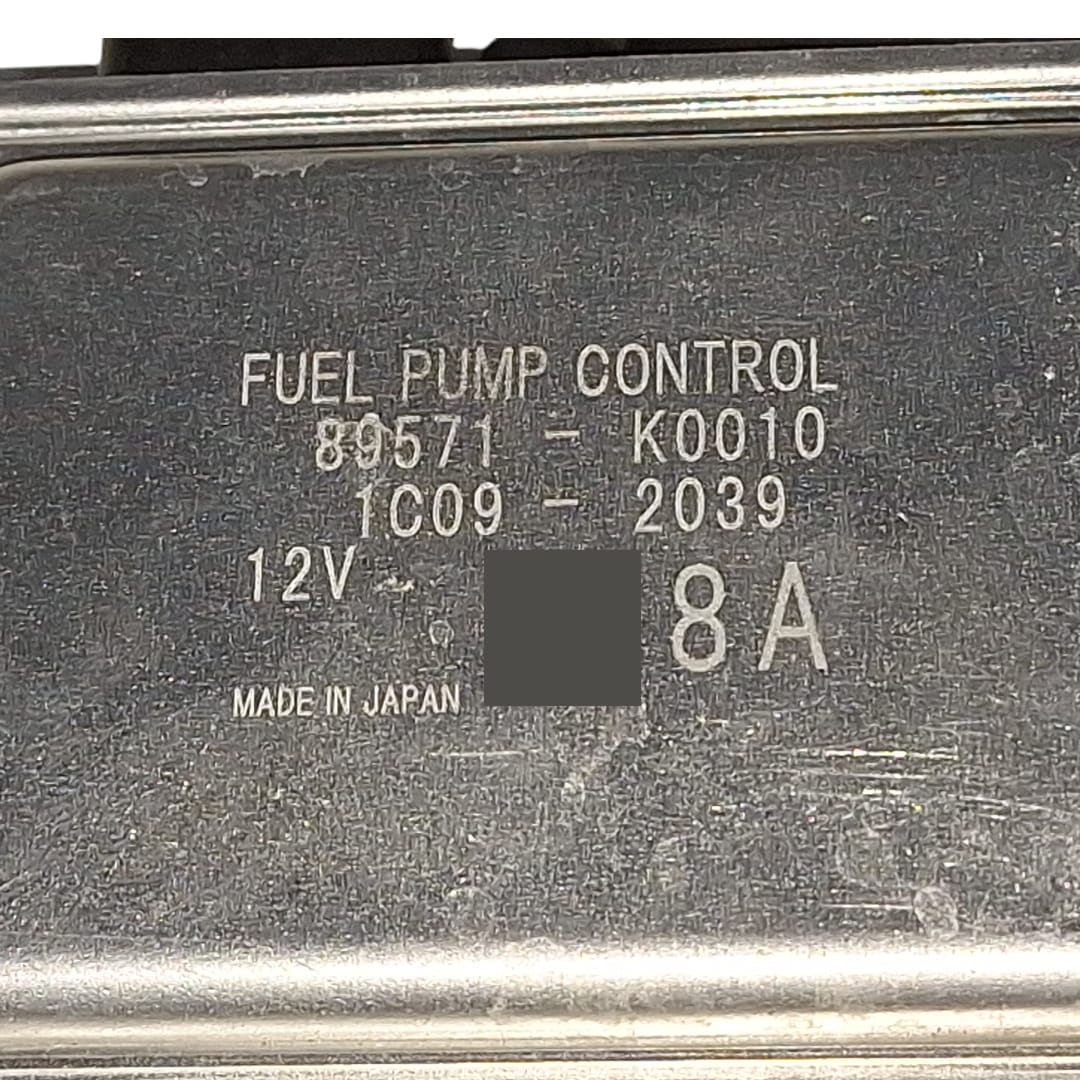 FUEL PUMP CONTROL
89571 - K0010
1C09 - 2039
12V 8A
MADE IN JAPAN